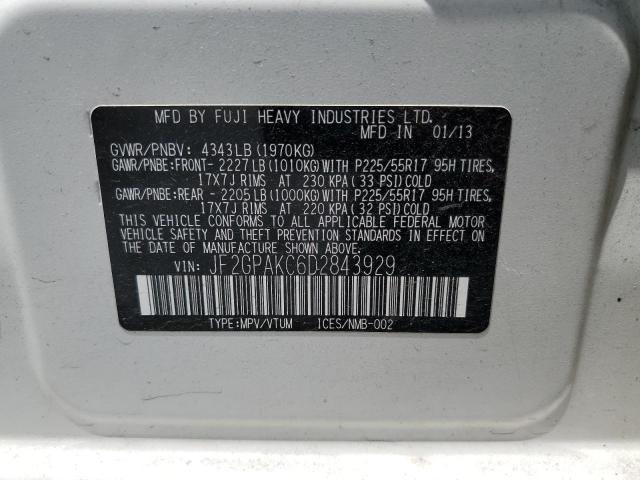 MFD BY FUJI HEAVY INDUSTRIES LTD.
MFD IN 01/13
GVWR/PNBV: 4343LB(1970KG)
GAWR/PNBE:FRONT- 2227LB(1010KG)WITH P225/55R17 95H TIRES,
17X7J RIMS AT 230 KPA(33 PSI)COLD
GAWR/PNBE:REAR - 2205LB(1000KG)WITH P225/55R17 95H TIRES,
17X7J RIMS AT 220 KPA(32 PSI)COLD
THIS VEHICLE CONFORMS TO ALL APPLICABLE FEDERAL MOTOR
VEHICLE SAFETY AND THEFT PREVENTION STANDARDS IN EFFECT
ON THE DATE OF MANUFACTURE SHOWN ABOVE.
VIN: JF2GPAKC6D2843929
TYPE:MPV/VTUM ICES/NMB-002